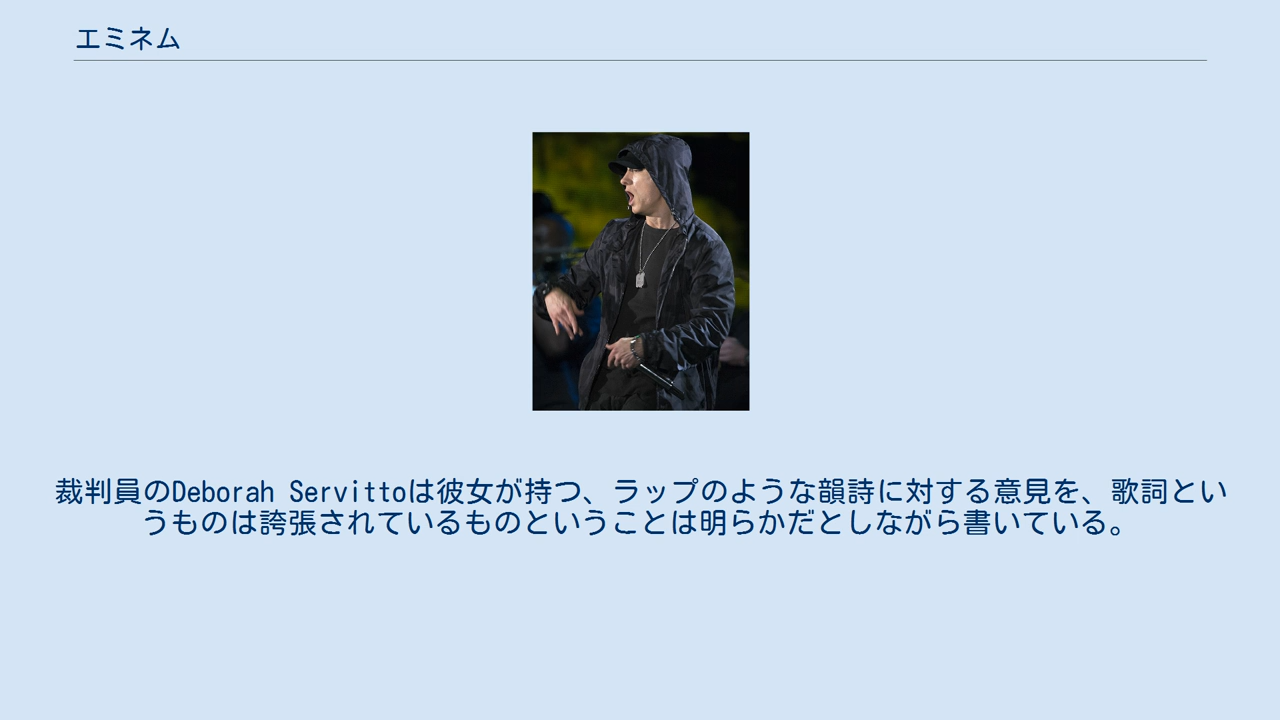 エミネム
裁判員のDeborah Servittoは彼女が持つ、ラップのような韻詩に対する意見を、歌詞とい
うものは誇張されているものということは明らかだとしながら書いている。